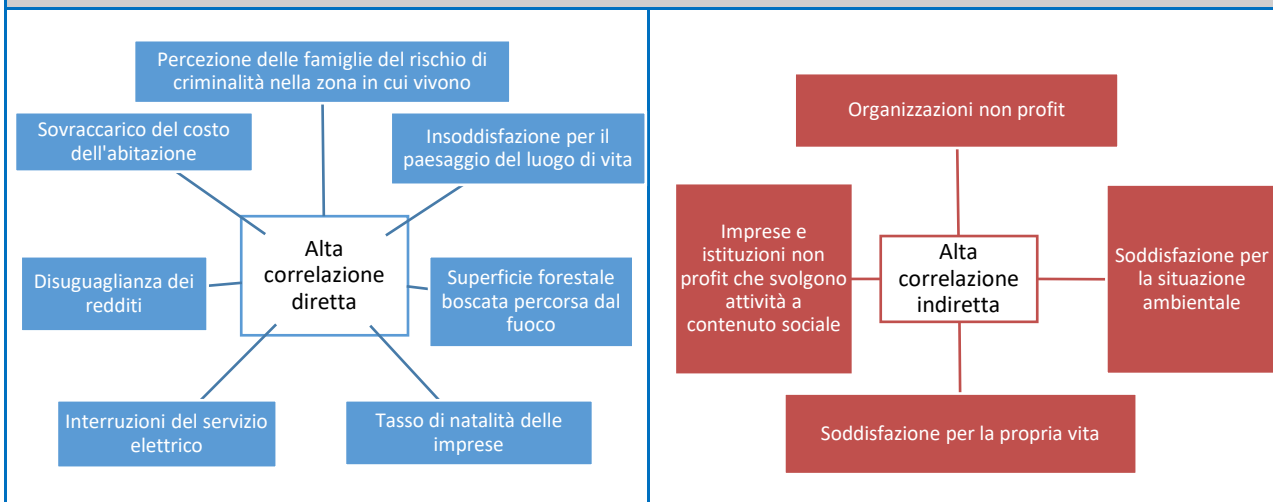 Percezione delle famiglie del rischio di
criminalità nella zona in cui vivono
Sovraccarico del costo
dell'abitazione
Insoddisfazione per il
paesaggio del luogo di vita
Alta
correlazione
diretta
Disuguaglianza dei
redditi
Superficie forestale
boscata percorsa dal
fuoco
Interruzioni del servizio
elettrico
Tasso di natalità delle
imprese
Organizzazioni non profit
Imprese e
istituzioni non
profit che svolgono
attività a
contenuto sociale
Alta
correlazione
indiretta
Soddisfazione per
la situazione
ambientale
Soddisfazione per la propria vita